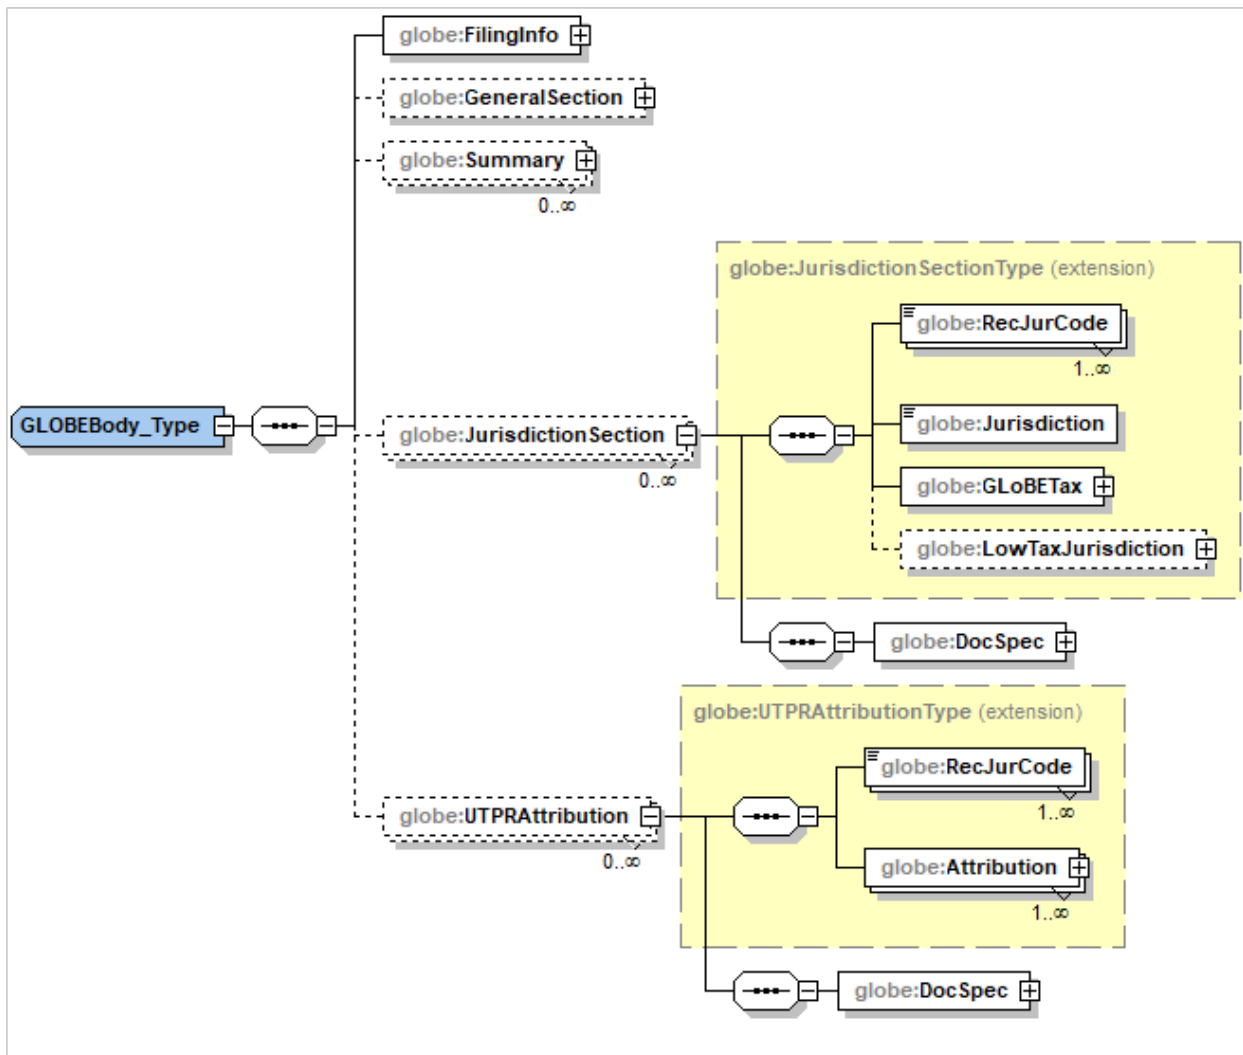 globe:FilingInfo
globe:GeneralSection
globe:Summary
0..∞
globe:JurisdictionSectionType (extension)
globe:RecJurCode
1..∞
globe:Jurisdiction
GLOBEBody_Type
globe:JurisdictionSection
0..∞
globe:GLoBETax
globe:LowTaxJurisdiction
globe:DocSpec
globe:UTPRAttributionType (extension)
globe:RecJurCode
1..∞
globe:UTPRAttribution
0..∞
globe:Attribution
1..∞
globe:DocSpec